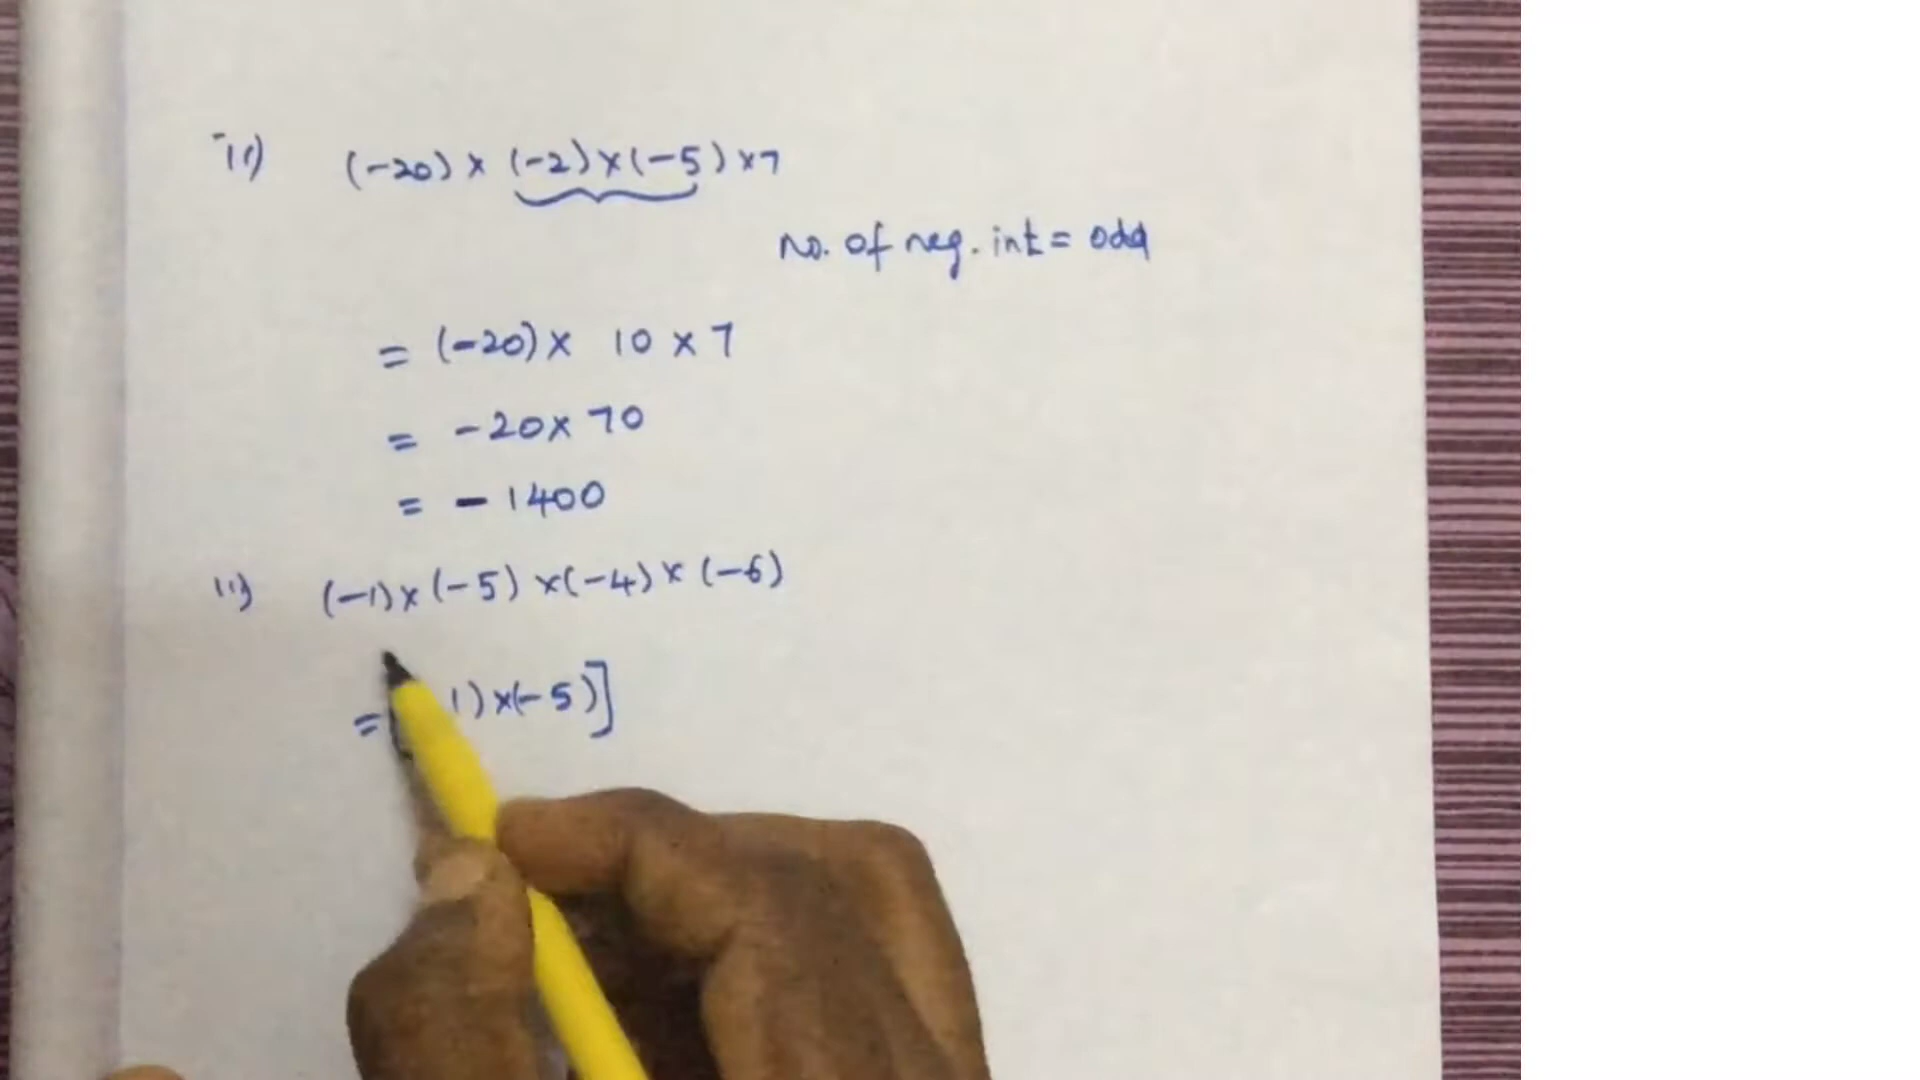 ii) (-20) × (-2) × (-5) × 7
no. of neg. int = odd
= (-20) × 10 × 7
= -20 × 70
= - 1400
ii) (-1) × (-5) × (-4) × (-6)
= [ 1) × (-5)]